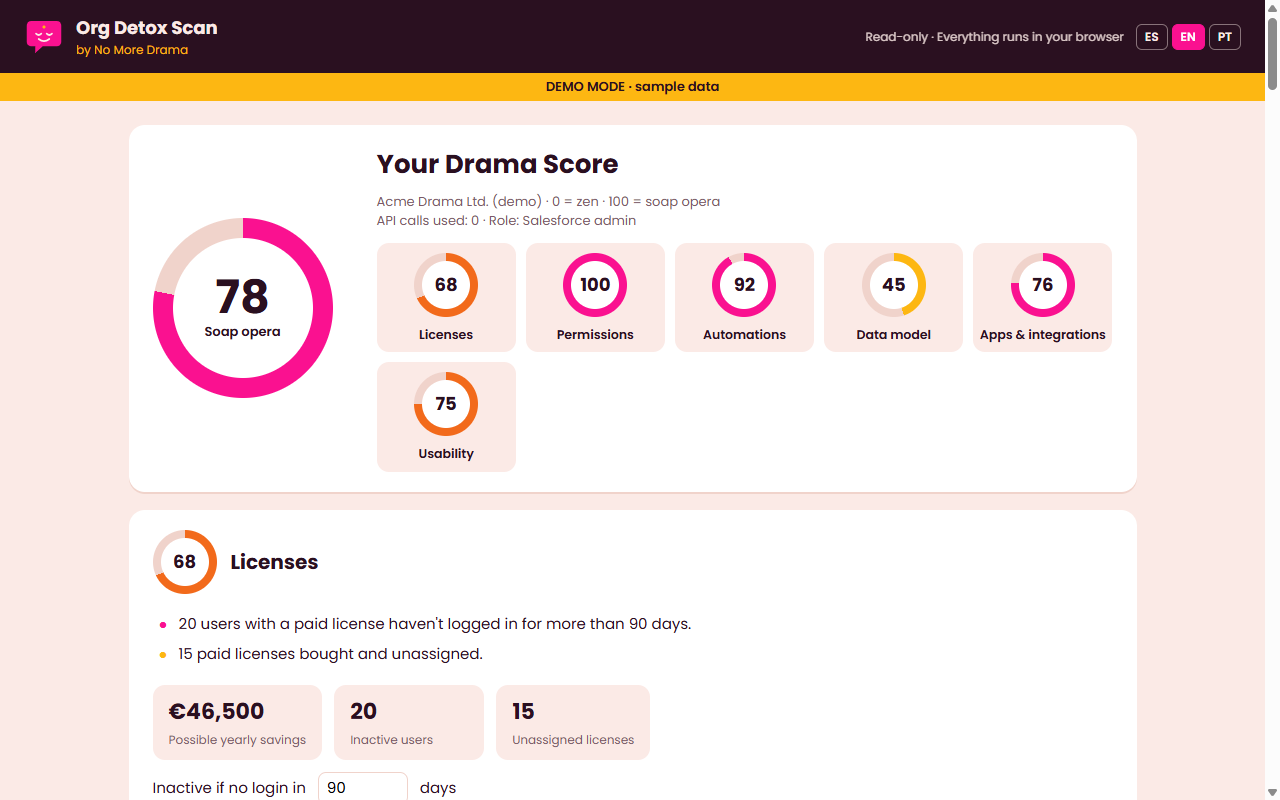 Org Detox Scan
by No More Drama
Read-only · Everything runs in your browser
ES
EN
PT
DEMO MODE · sample data
Your Drama Score
Acme Drama Ltd. (demo) · 0 = zen · 100 = soap opera
API calls used: 0 · Role: Salesforce admin
78
Soap opera
68
Licenses
100
Permissions
92
Automations
45
Data model
76
Apps & integrations
75
Usability
68
Licenses
20 users with a paid license haven't logged in for more than 90 days.
15 paid licenses bought and unassigned.
€46,500
Possible yearly savings
20
Inactive users
15
Unassigned licenses
Inactive if no login in 90 days